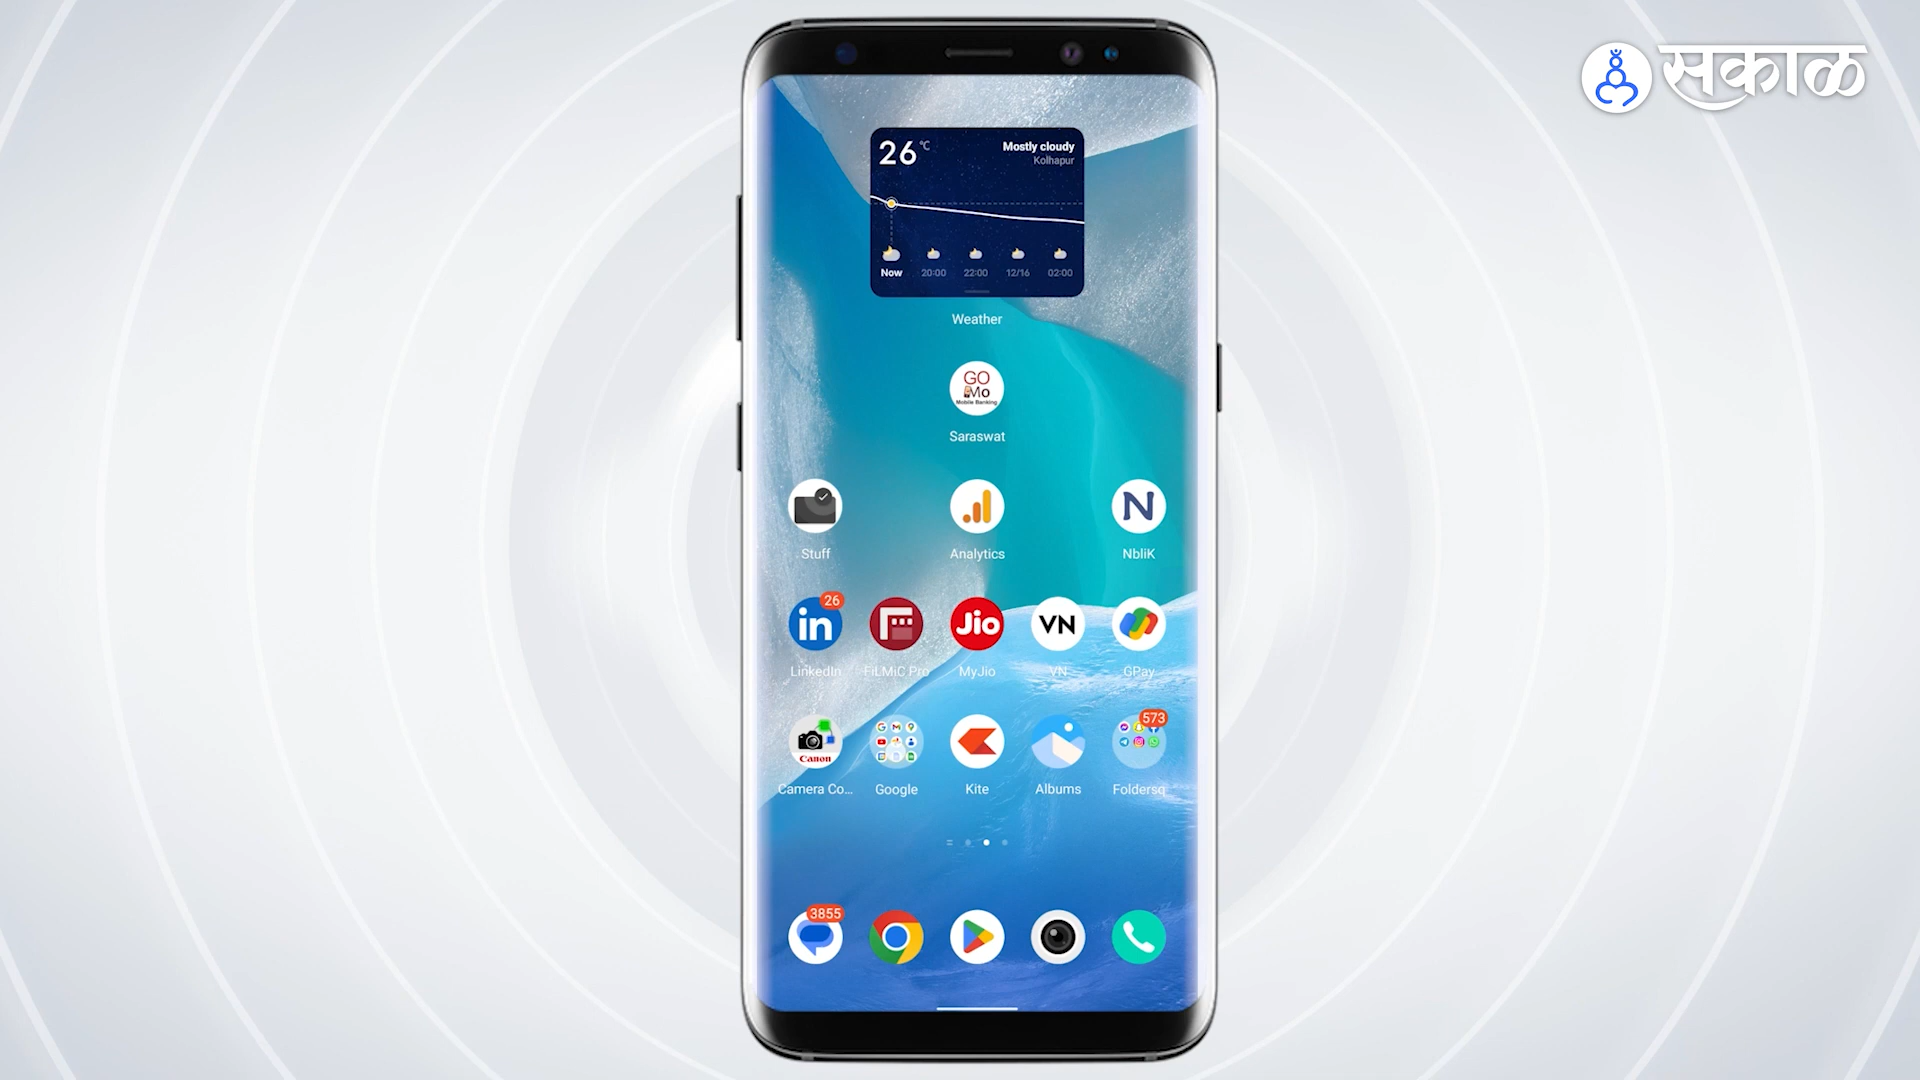 सकाळ
26 °C
Mostly cloudy
Kolhapur
Now 20:00 22:00 12/16 02:00
Weather
GO
Mo
Mobile Banking
Saraswat
N
Stuff Analytics NbliK
in 26 Jio VN
LinkedIn FiLMiC Pro MyJio VN GPay
Canon 573
Camera Co... Google Kite Albums Foldersq
3855